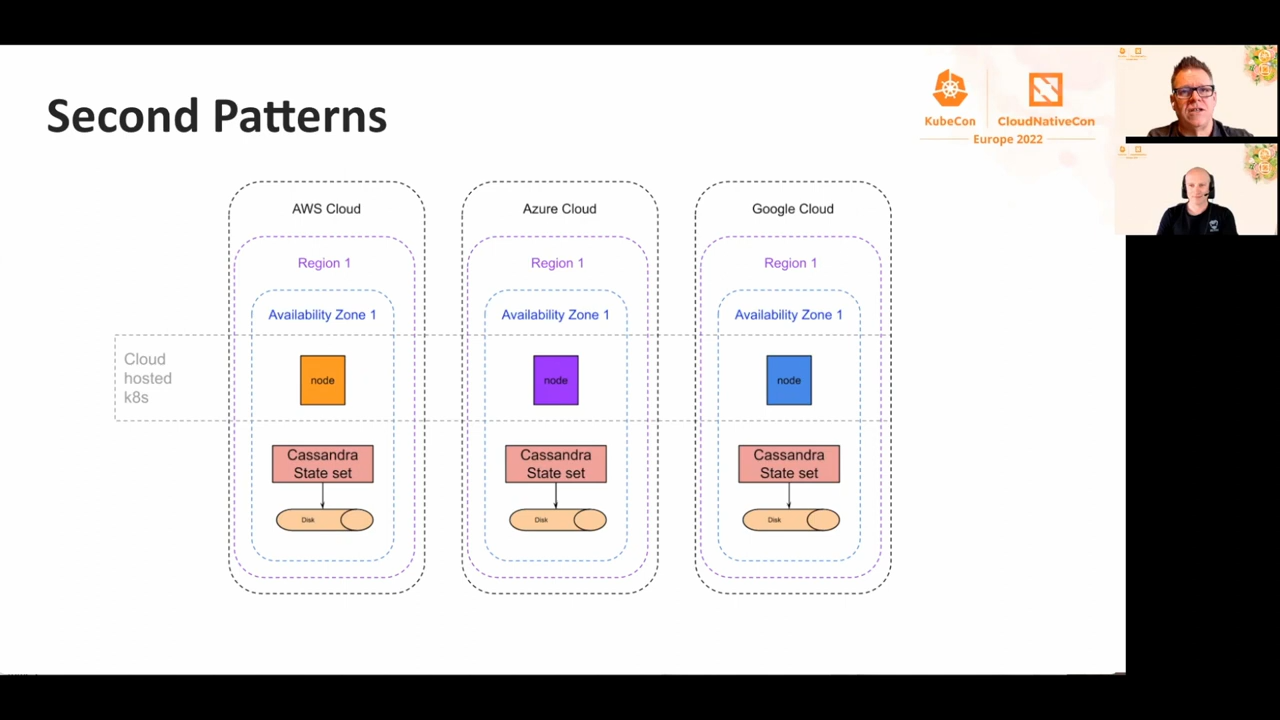 Second Patterns
KubeCon
CloudNativeCon
Europe 2022
AWS Cloud
Azure Cloud
Google Cloud
Region 1
Region 1
Region 1
Availability Zone 1
Availability Zone 1
Availability Zone 1
Cloud
hosted
k8s
node
node
node
Cassandra
State set
Cassandra
State set
Cassandra
State set
Disk
Disk
Disk